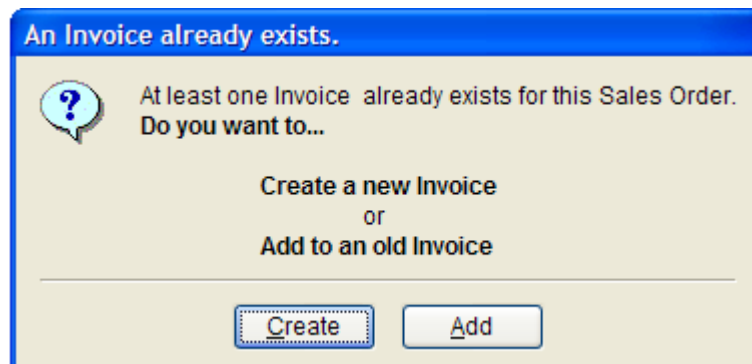 An Invoice already exists.
At least one Invoice  already exists for this Sales Order.
Do you want to...
Create a new Invoice
or
Add to an old Invoice
Create Add